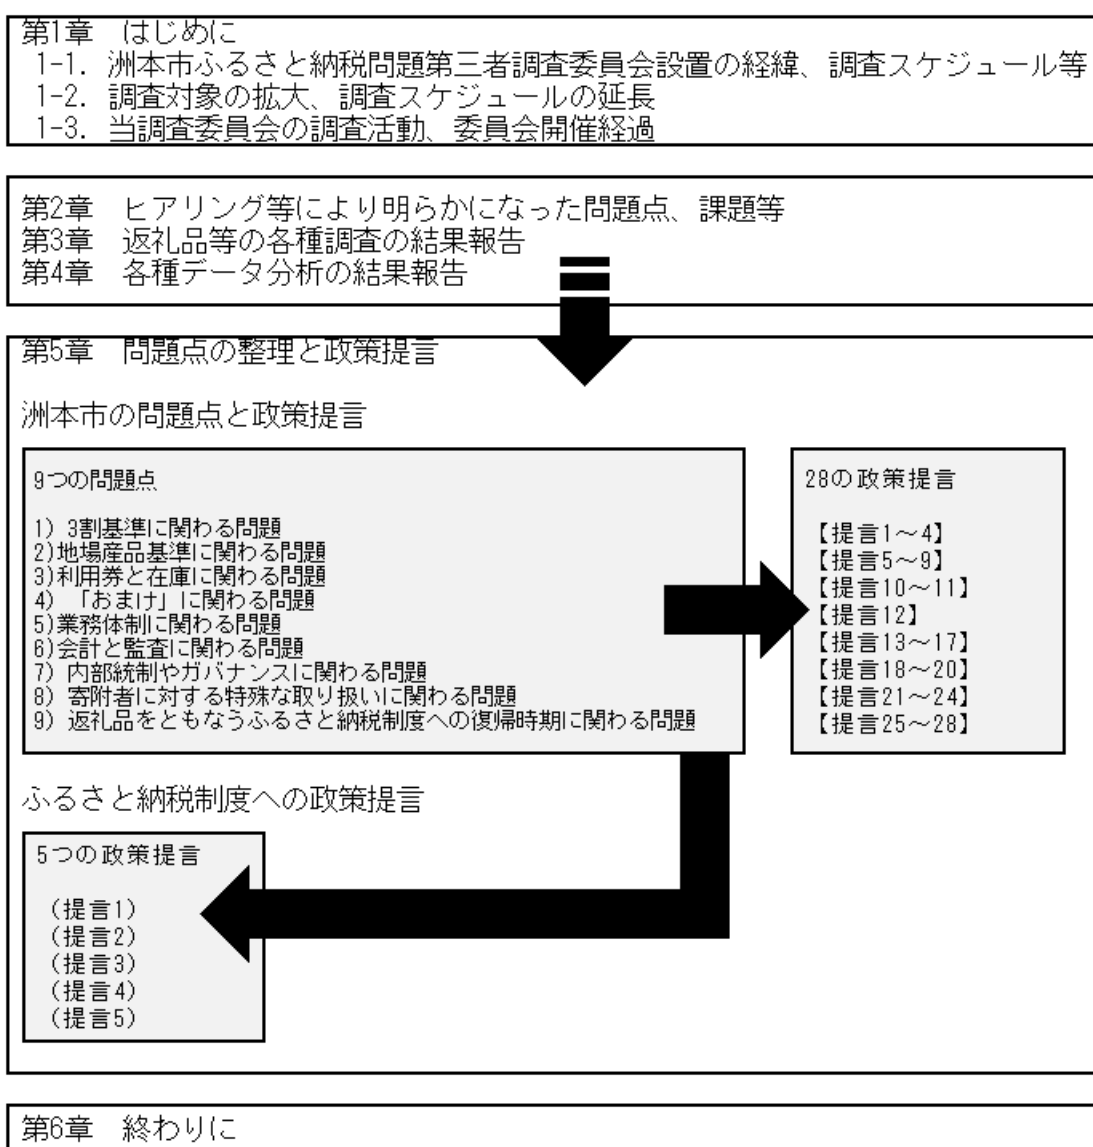 第1章　はじめに
1-1. 洲本市ふるさと納税問題第三者調査委員会設置の経緯、調査スケジュール等
1-2. 調査対象の拡大、調査スケジュールの延長
1-3. 当調査委員会の調査活動、委員会開催経過
第2章　ヒアリング等により明らかになった問題点、課題等
第3章　返礼品等の各種調査の結果報告
第4章　各種データ分析の結果報告
第5章　問題点の整理と政策提言
洲本市の問題点と政策提言
9つの問題点
1) 3割基準に関わる問題
2)地場産品基準に関わる問題
3)利用券と在庫に関わる問題
4) 「おまけ」に関わる問題
5)業務体制に関わる問題
6)会計と監査に関わる問題
7) 内部統制やガバナンスに関わる問題
8) 寄附者に対する特殊な取り扱いに関わる問題
9) 返礼品をともなうふるさと納税制度への復帰時期に関わる問題
28の政策提言
【提言1～4】
【提言5～9】
【提言10～11】
【提言12】
【提言13～17】
【提言18～20】
【提言21～24】
【提言25～28】
ふるさと納税制度への政策提言
5つの政策提言
(提言1)
(提言2)
(提言3)
(提言4)
(提言5)
第6章　終わりに